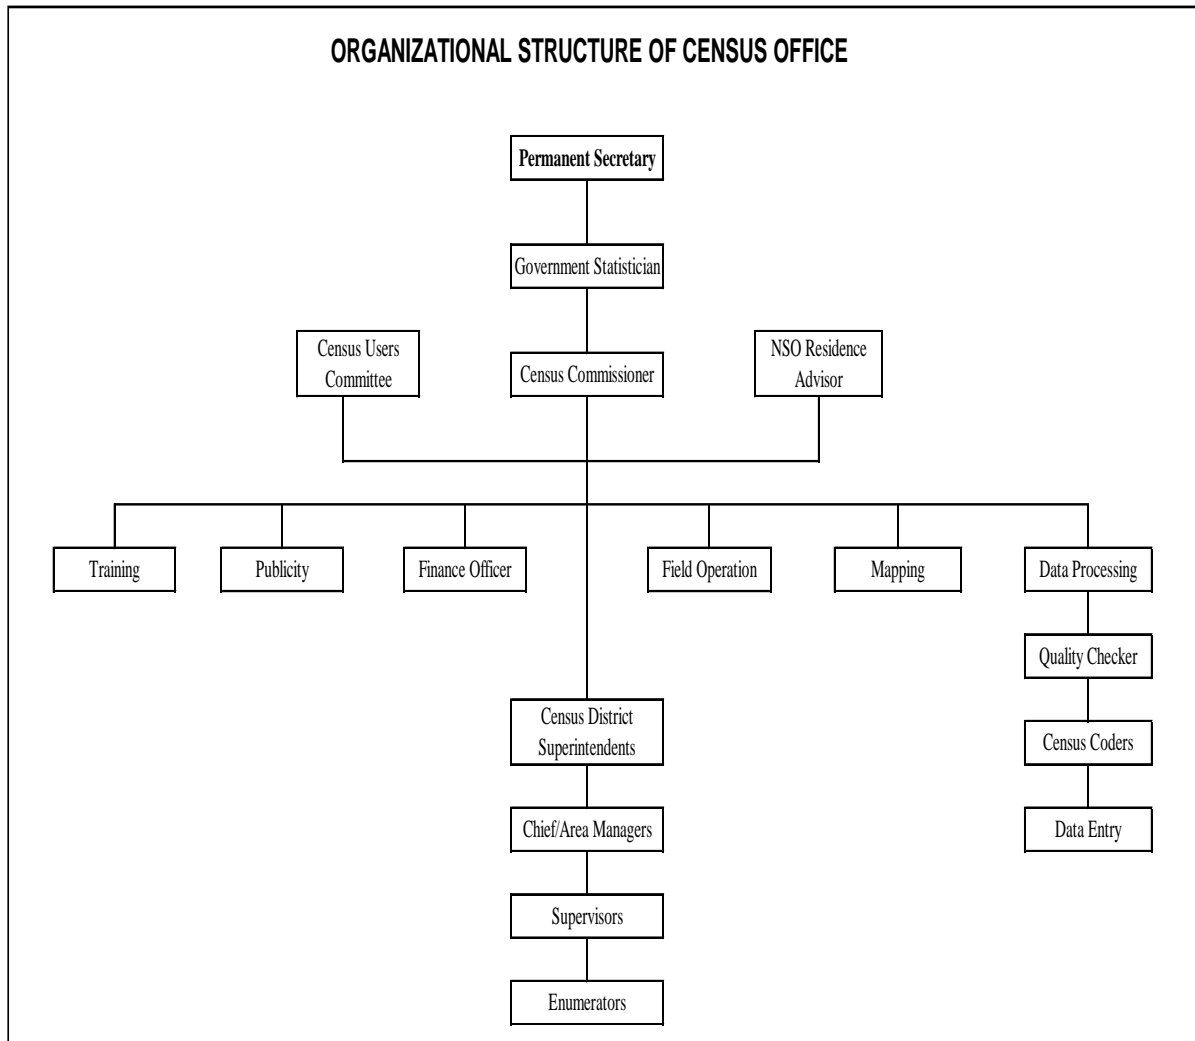 ORGANIZATIONAL STRUCTURE OF CENSUS OFFICE
Permanent Secretary
Government Statistician
Census Users
Committee
Census Commissioner
NSO Residence
Advisor
Training
Publicity
Finance Officer
Field Operation
Mapping
Data Processing
Quality Checker
Census District
Superintendents
Census Coders
Chief/Area Managers
Data Entry
Supervisors
Enumerators